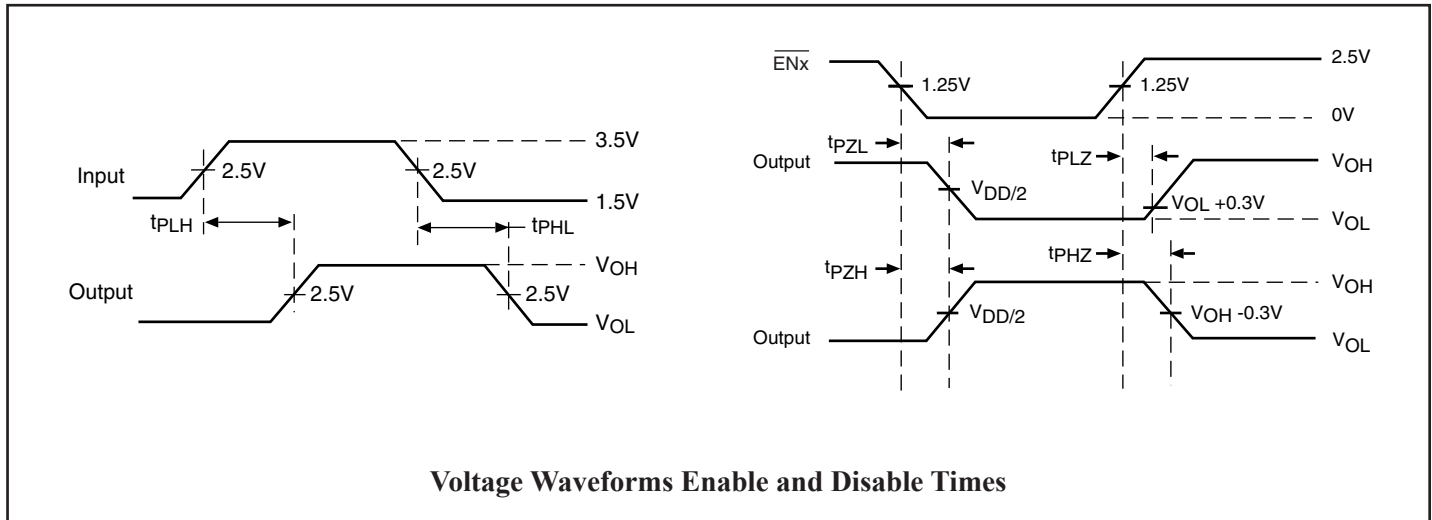 Input
2.5V
2.5V
3.5V
1.5V
tPLH
tPHL
Output
2.5V
2.5V
VOH
VOL
ENx
1.25V
1.25V
2.5V
0V
tPZL
tPLZ
Output
VDD/2
VOL +0.3V
VOH
VOL
tPZH
tPHZ
Output
VDD/2
VOH -0.3V
VOH
VOL
Voltage Waveforms Enable and Disable Times